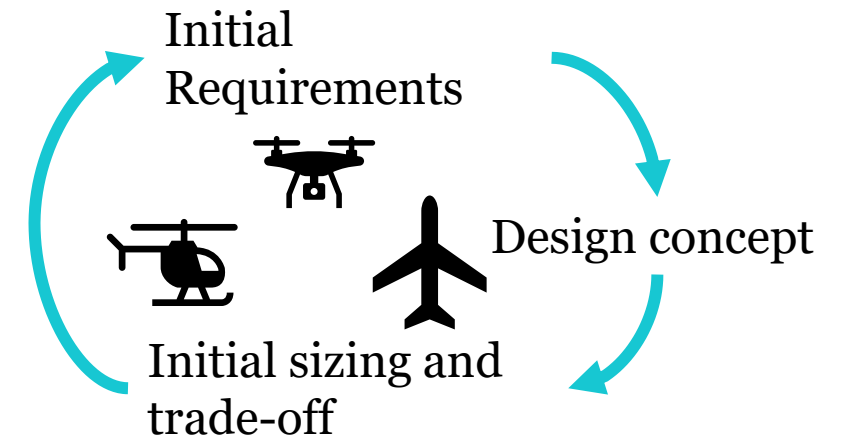 Initial
Requirements
Design concept
Initial sizing and
trade-off